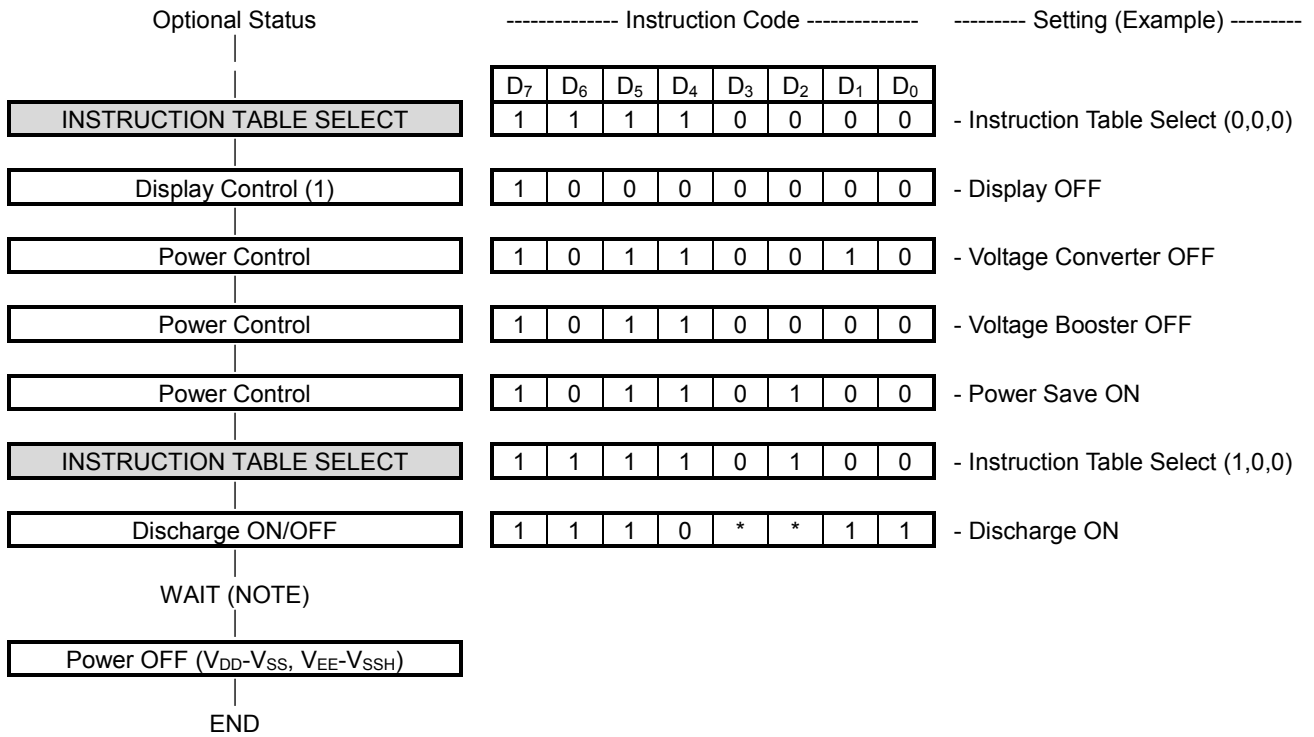 Optional Status -------------- Instruction Code -------------- --------- Setting (Example) ---------
D7 D6 D5 D4 D3 D2 D1 D0
INSTRUCTION TABLE SELECT 1 1 1 1 0 0 0 0 - Instruction Table Select (0,0,0)
Display Control (1) 1 0 0 0 0 0 0 0 - Display OFF
Power Control 1 0 1 1 0 0 1 0 - Voltage Converter OFF
Power Control 1 0 1 1 0 0 0 0 - Voltage Booster OFF
Power Control 1 0 1 1 0 1 0 0 - Power Save ON
INSTRUCTION TABLE SELECT 1 1 1 1 0 1 0 0 - Instruction Table Select (1,0,0)
Discharge ON/OFF 1 1 1 0 * * 1 1 - Discharge ON
WAIT (NOTE)
Power OFF (VDD-VSS, VEE-VSSH)
END